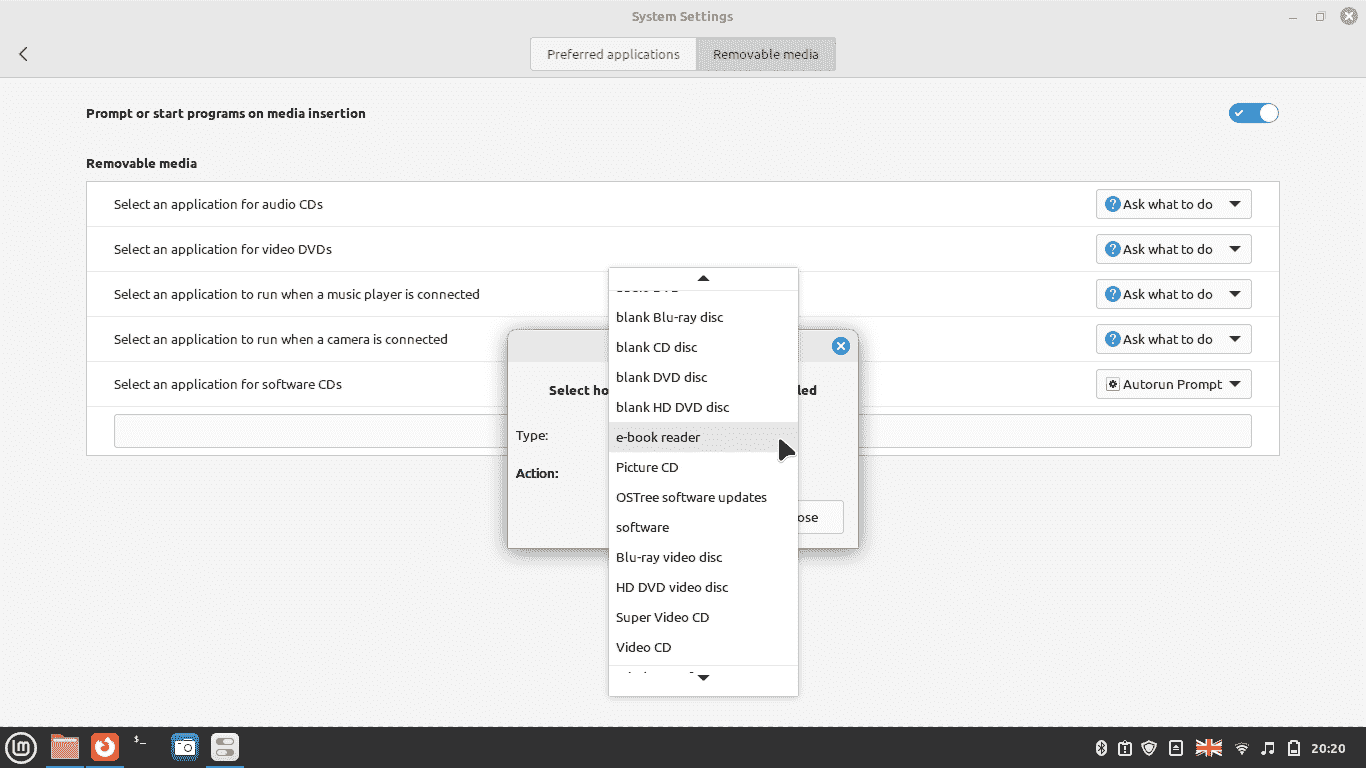 System Settings
Preferred applications
Removable media
Prompt or start programs on media insertion
Removable media
Select an application for audio CDs
Ask what to do
Select an application for video DVDs
Ask what to do
Select an application to run when a music player is connected
Ask what to do
Select an application to run when a camera is connected
Ask what to do
Select an application for software CDs
Autorun Prompt
Select
Type:
Action:
blank Blu-ray disc
blank CD disc
blank DVD disc
blank HD DVD disc
e-book reader
Picture CD
OSTree software updates
software
Blu-ray video disc
HD DVD video disc
Super Video CD
Video CD
20:20